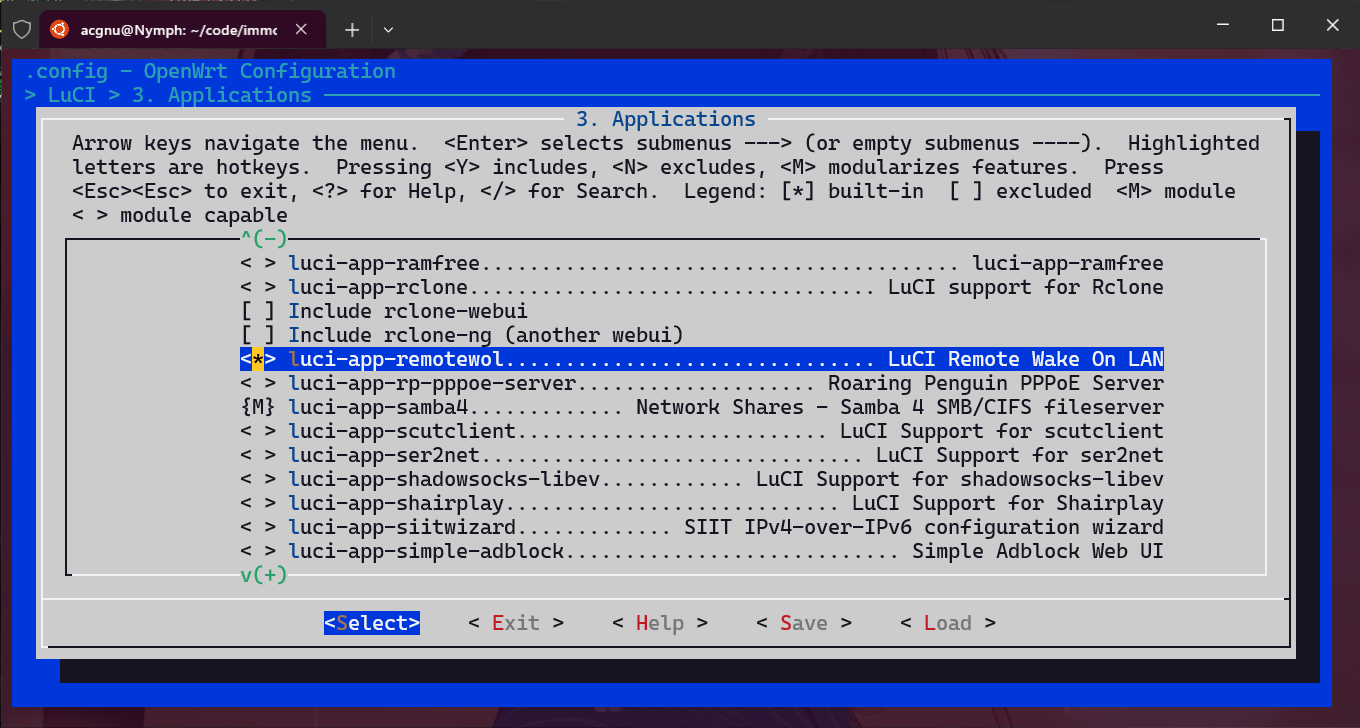 acgnu@Nymph: ~/code/immo
.config - OpenWrt Configuration
> LuCI > 3. Applications
3. Applications
Arrow keys navigate the menu.  <Enter> selects submenus ---> (or empty submenus ----).  Highlighted
letters are hotkeys.  Pressing <Y> includes, <N> excludes, <M> modularizes features.  Press
<Esc><Esc> to exit, <?> for Help, </> for Search.  Legend: [*] built-in  [ ] excluded  <M> module
< > module capable
^(-)
< > luci-app-ramfree........................................ luci-app-ramfree
< > luci-app-rclone.................................. LuCI support for Rclone
[ ] Include rclone-webui
[ ] Include rclone-ng (another webui)
<*> luci-app-remotewol............................... LuCI Remote Wake On LAN
< > luci-app-rp-pppoe-server.................... Roaring Penguin PPPoE Server
{M} luci-app-samba4............. Network Shares - Samba 4 SMB/CIFS fileserver
< > luci-app-scutclient.......................... LuCI Support for scutclient
< > luci-app-ser2net................................ LuCI Support for ser2net
< > luci-app-shadowsocks-libev............ LuCI Support for shadowsocks-libev
< > luci-app-shairplay............................ LuCI Support for Shairplay
< > luci-app-siitwizard............. SIIT IPv4-over-IPv6 configuration wizard
< > luci-app-simple-adblock............................ Simple Adblock Web UI
v(+)
<Select>    < Exit >    < Help >    < Save >    < Load >